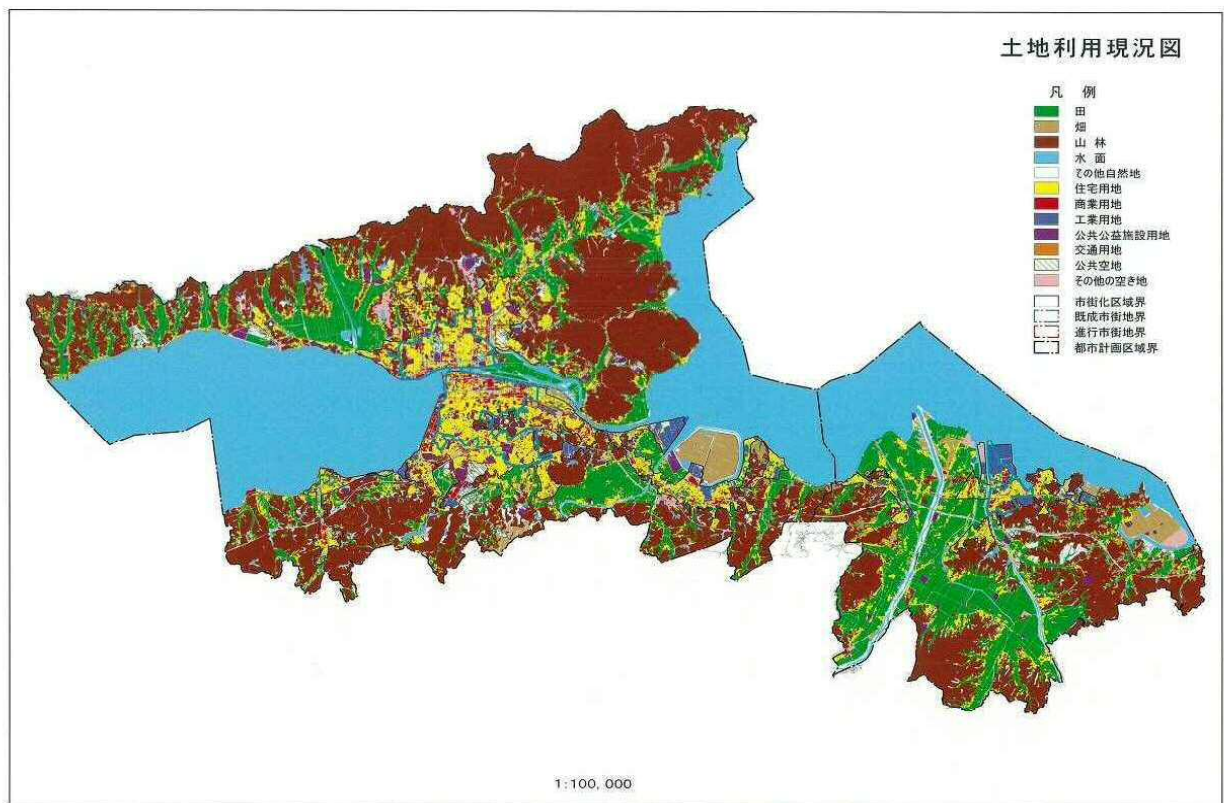 土地利用現況図
凡 例
田
畑
山 林
水 面
その他自然地
住宅用地
商業用地
工業用地
公共公益施設用地
交通用地
公共空地
その他の空き地
市街化区域界
既成市街地界
進行市街地界
都市計画区域界
1:100,000